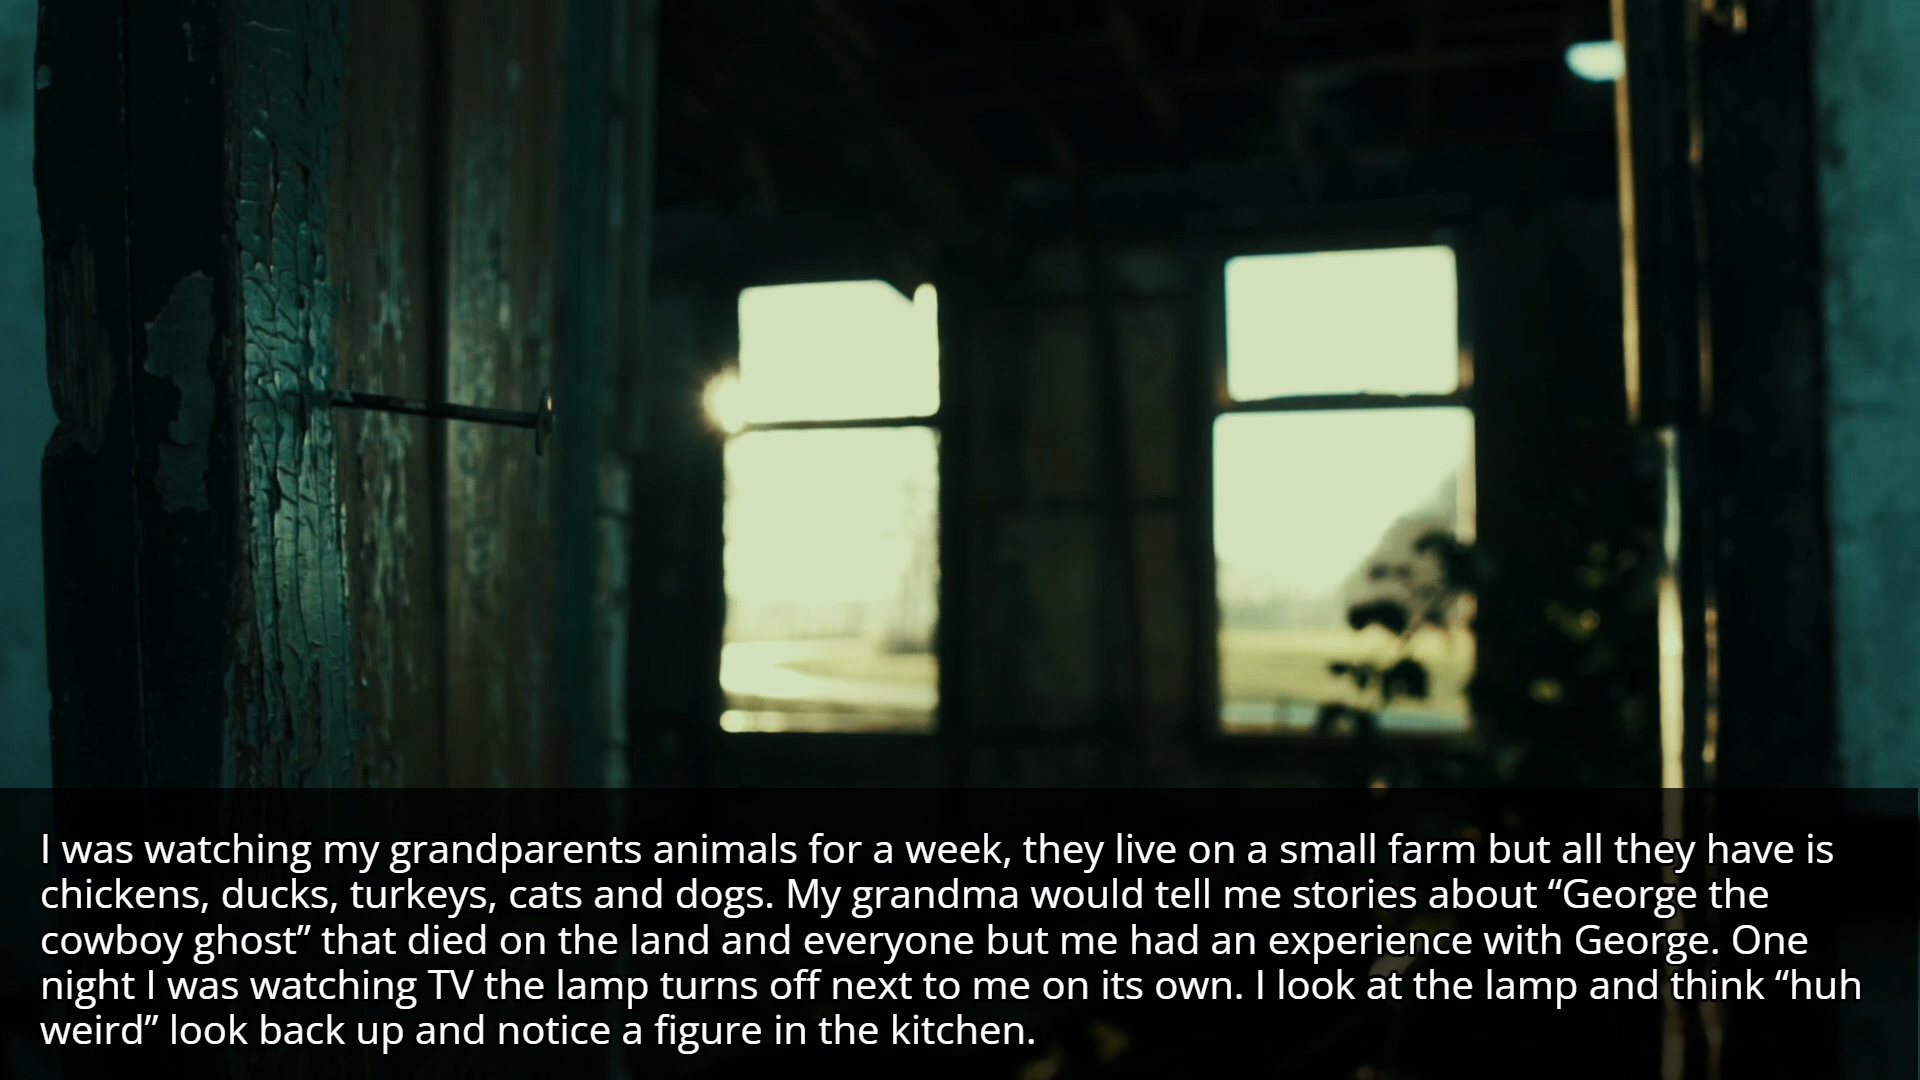 I was watching my grandparents animals for a week, they live on a small farm but all they have is
chickens, ducks, turkeys, cats and dogs. My grandma would tell me stories about “George the
cowboy ghost” that died on the land and everyone but me had an experience with George. One
night I was watching TV the lamp turns off next to me on its own. I look at the lamp and think “huh
weird” look back up and notice a figure in the kitchen.